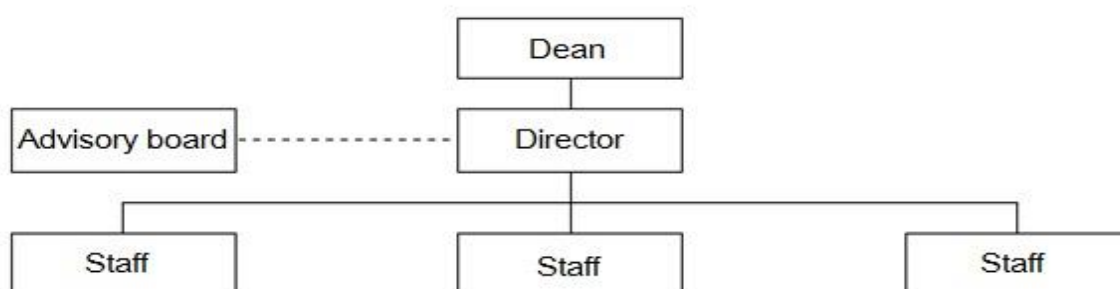 Dean
Advisory board
Director
Staff
Staff
Staff